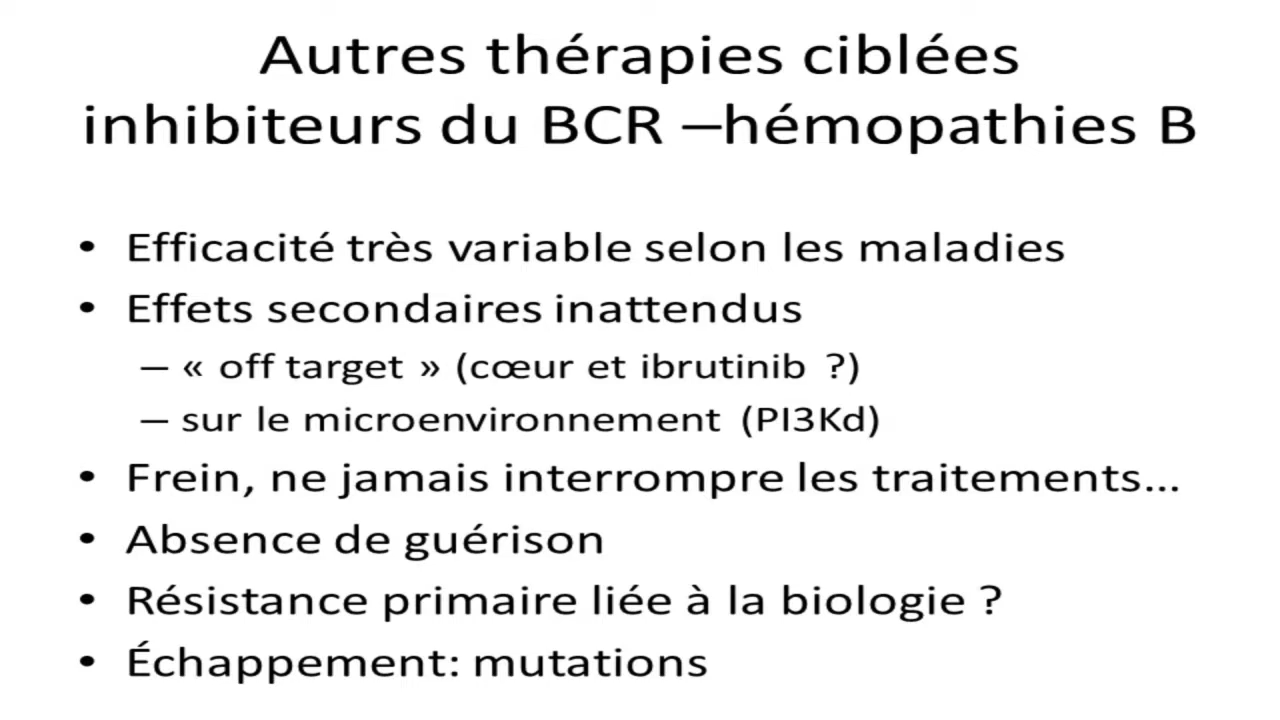 Autres thérapies ciblées
inhibiteurs du BCR –hémopathies B
• Efficacité très variable selon les maladies
• Effets secondaires inattendus
– « off target » (cœur et ibrutinib ?)
– sur le microenvironnement (PI3Kd)
• Frein, ne jamais interrompre les traitements...
• Absence de guérison
• Résistance primaire liée à la biologie ?
• Échappement: mutations